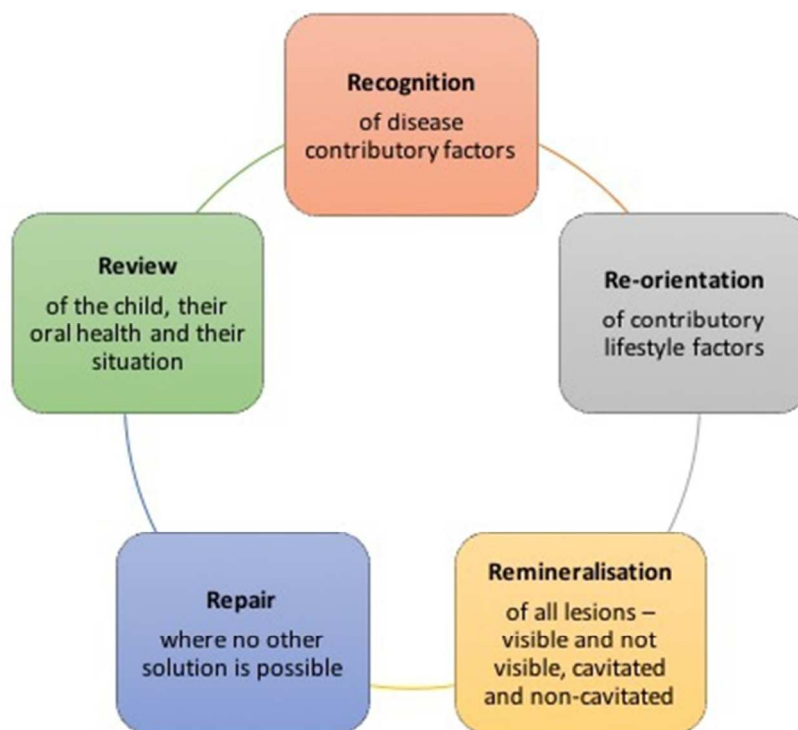 Recognition
of disease
contributory factors
Re-orientation
of contributory
lifestyle factors
Remineralisation
of all lesions –
visible and not
visible, cavitated
and non-cavitated
Repair
where no other
solution is possible
Review
of the child, their
oral health and their
situation